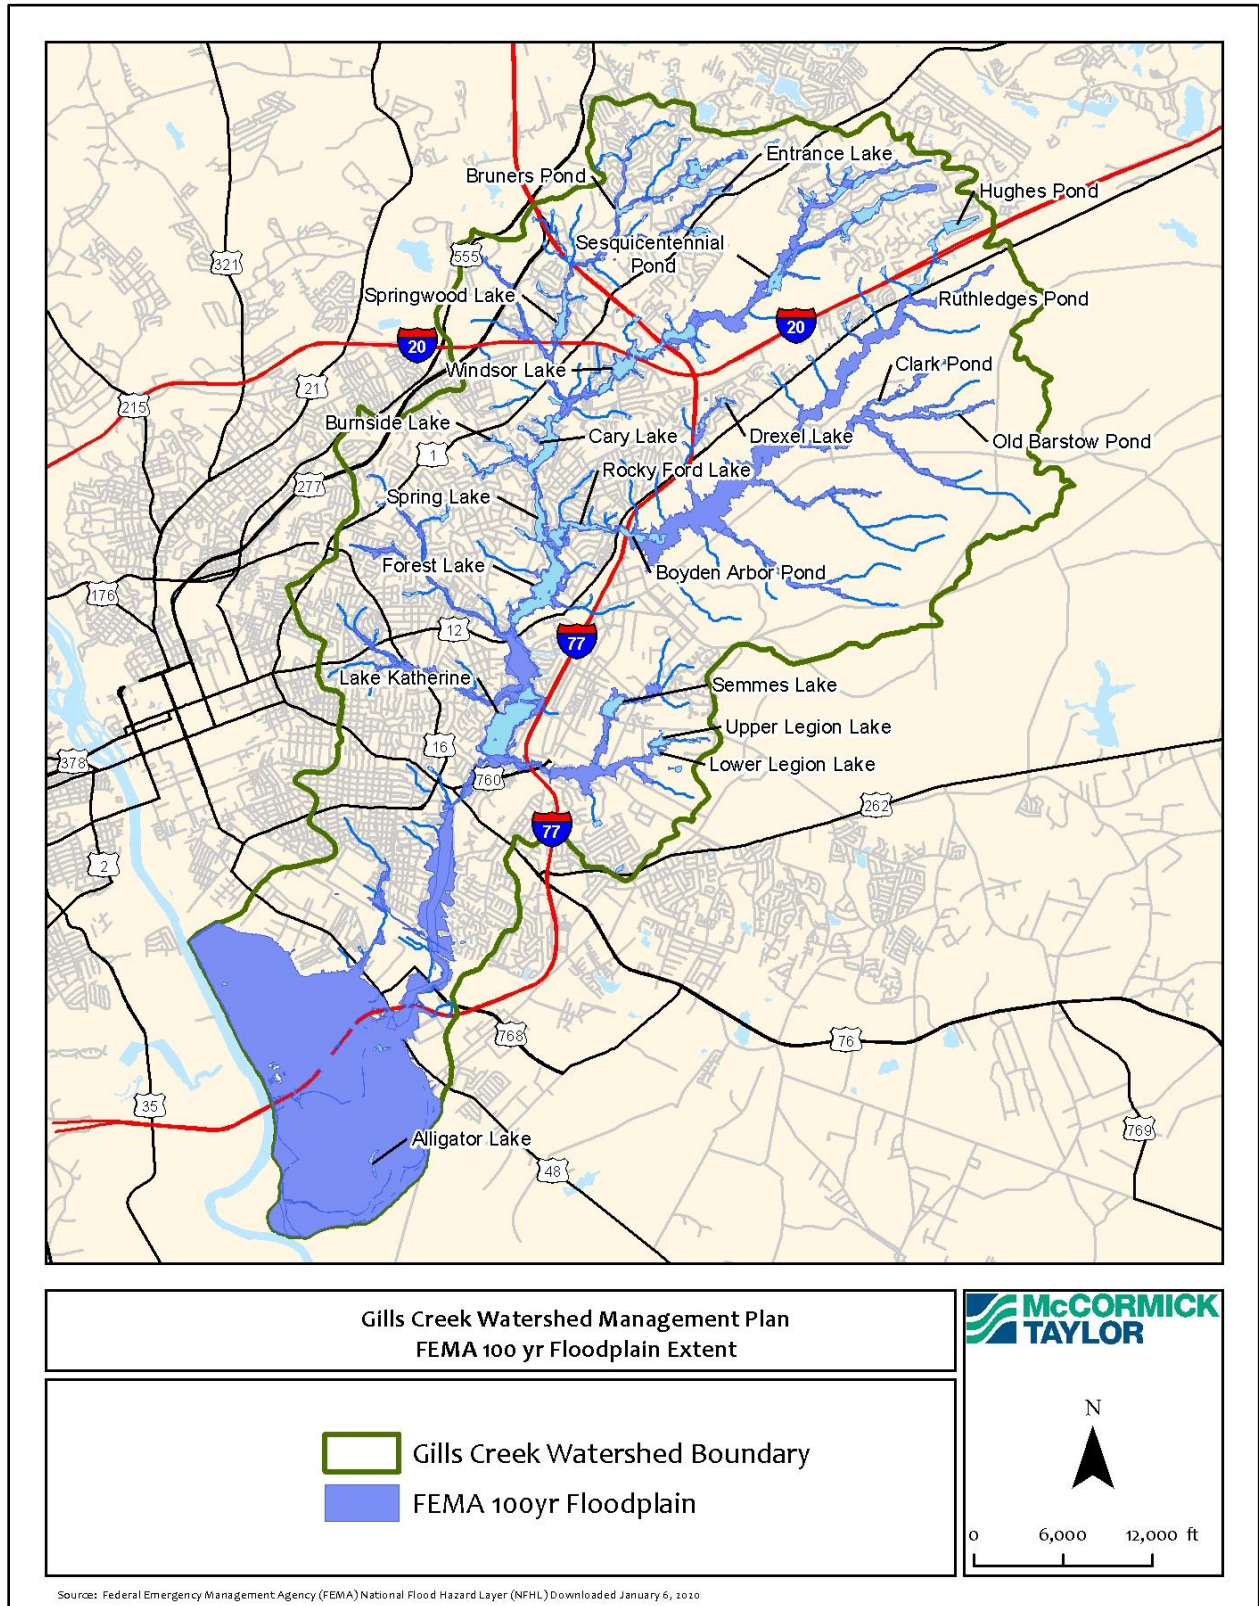 Entrance Lake
Bruners Pond
Hughes Pond
Sesquicentennial
Pond
555
321
Springwood Lake
Ruthledges Pond
20
20
Windsor Lake
Clark Pond
21
215
Burnside Lake
Cary Lake
Drexel Lake
Old Barstow Pond
1
Rocky Ford Lake
277
Spring Lake
Forest Lake
Boyden Arbor Pond
176
12
77
Lake Katherine
Semmes Lake
Upper Legion Lake
16
Lower Legion Lake
378
760
262
77
2
768
76
35
769
Alligator Lake
48
Gills Creek Watershed Management Plan
FEMA 100 yr Floodplain Extent
McCORMICK
TAYLOR
N
Gills Creek Watershed Boundary
FEMA 100yr Floodplain
0 6,000 12,000 ft
Source: Federal Emergency Management Agency (FEMA) National Flood Hazard Layer (NFHL) Downloaded January 6, 2020